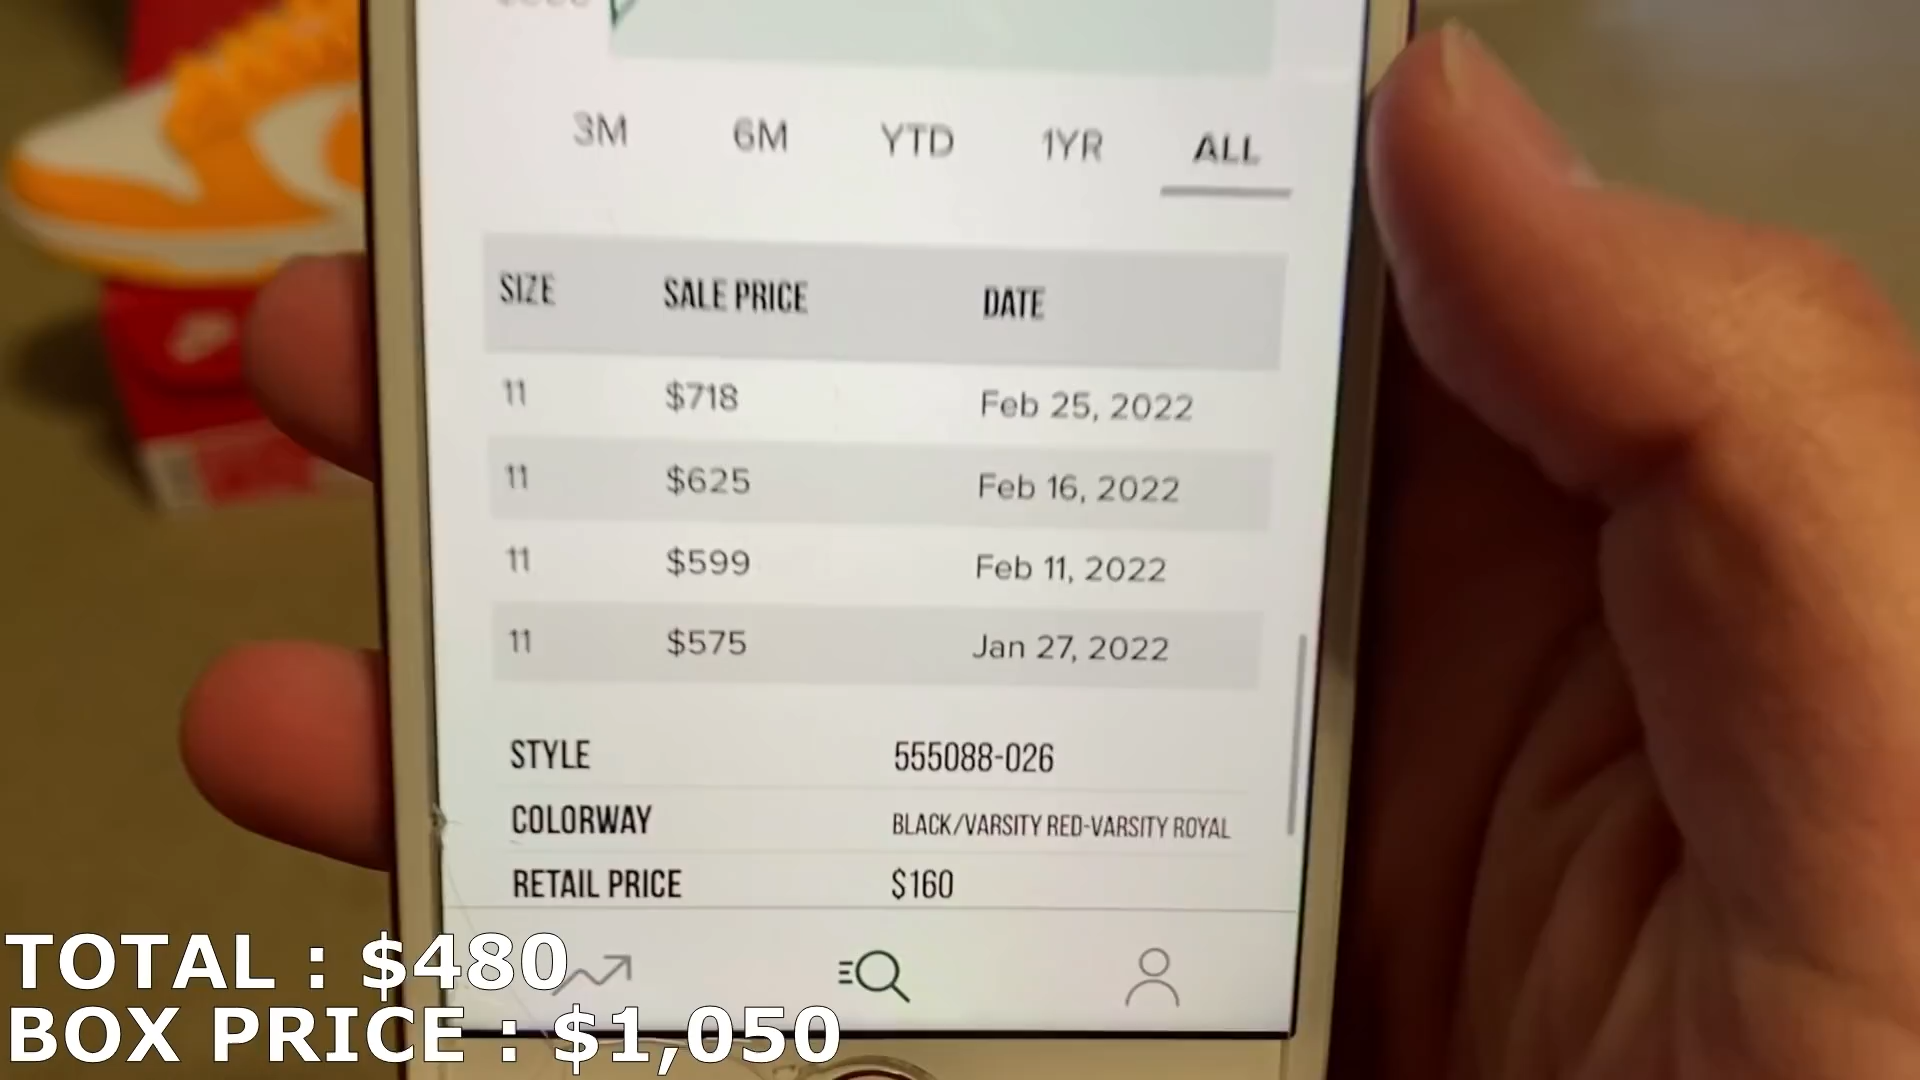 3M 6M YTD 1YR ALL
SIZE SALE PRICE DATE
11 $718 Feb 25, 2022
11 $625 Feb 16, 2022
11 $599 Feb 11, 2022
11 $575 Jan 27, 2022
STYLE 555088-026
COLORWAY BLACK/VARSITY RED-VARSITY ROYAL
RETAIL PRICE $160
TOTAL : $480
BOX PRICE : $1,050